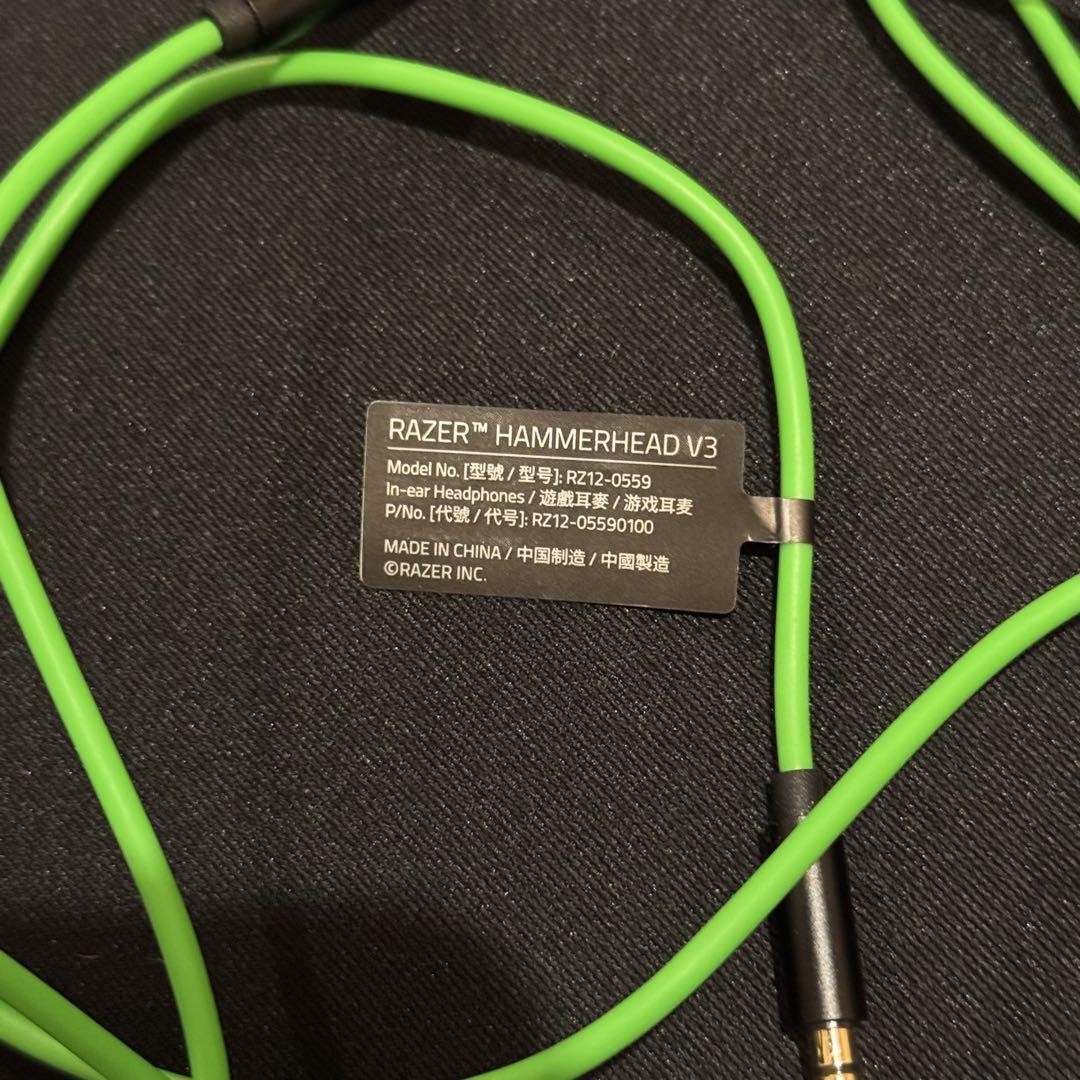 RAZER™ HAMMERHEAD V3
Model No. [型號 / 型号]: RZ12-0559
In-ear Headphones / 遊戲耳麥 / 游戏耳麦
P/No. [代號 / 代号]: RZ12-05590100
MADE IN CHINA / 中国制造 / 中國製造
©RAZER INC.